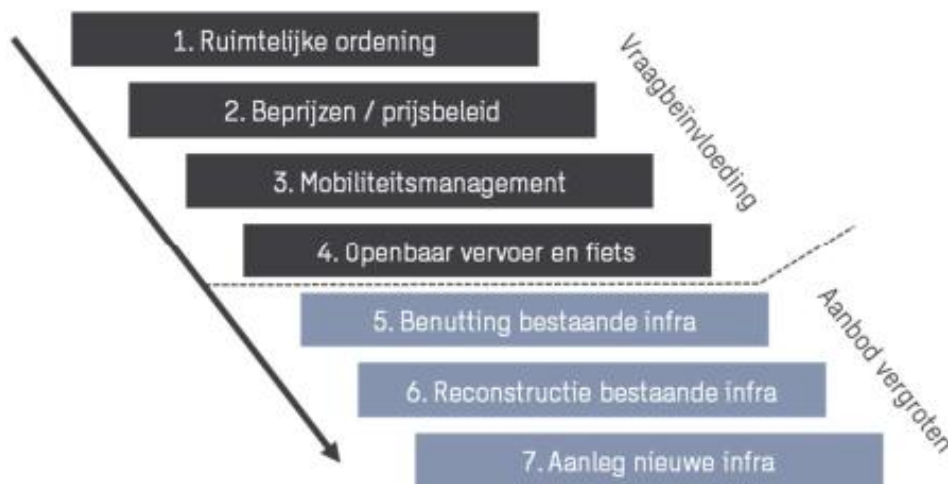 1. Ruimtelijke ordening
2. Beprijzen / prijsbeleid
3. Mobiliteitsmanagement
4. Openbaar vervoer en fiets
Vraagbeïnvloeding
5. Benutting bestaande infra
6. Reconstructie bestaande infra
7. Aanleg nieuwe infra
Aanbod vergroten